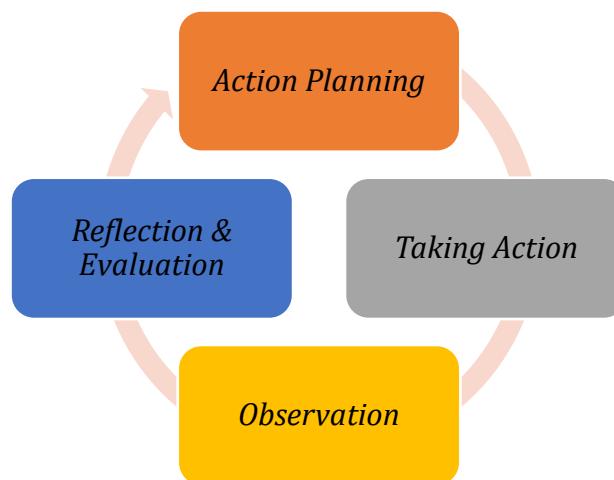 Action Planning
Reflection &
Evaluation
Taking Action
Observation